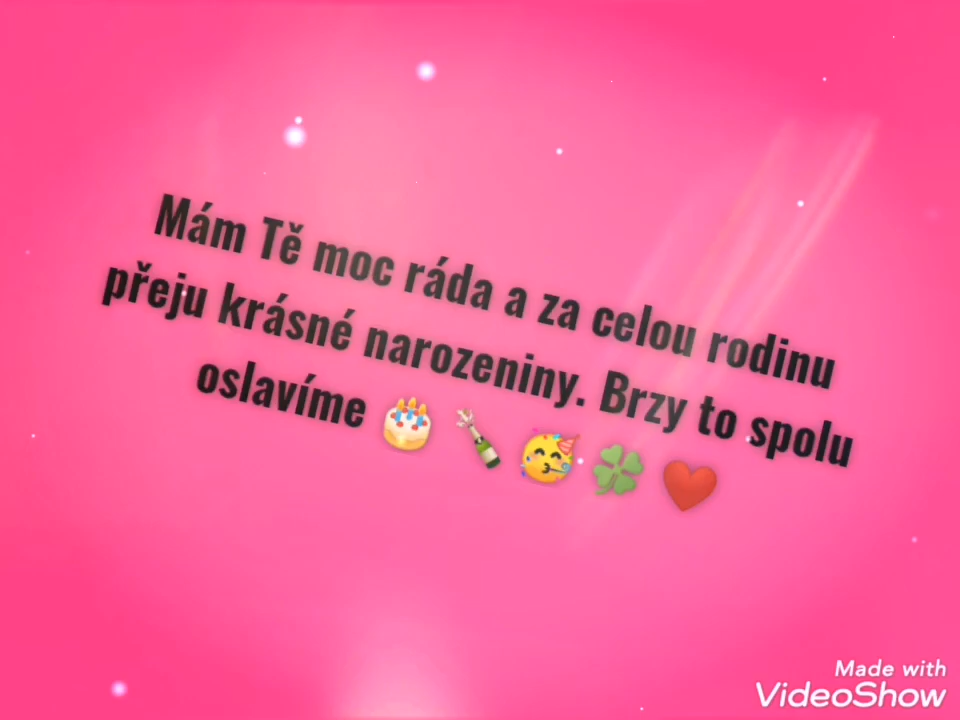 Mám Tě moc ráda a za celou rodinu
přeju krásné narozeniny. Brzy to spolu
oslavíme 🎂 🍾 🥳 🍀 ❤️
Made with
VideoShow